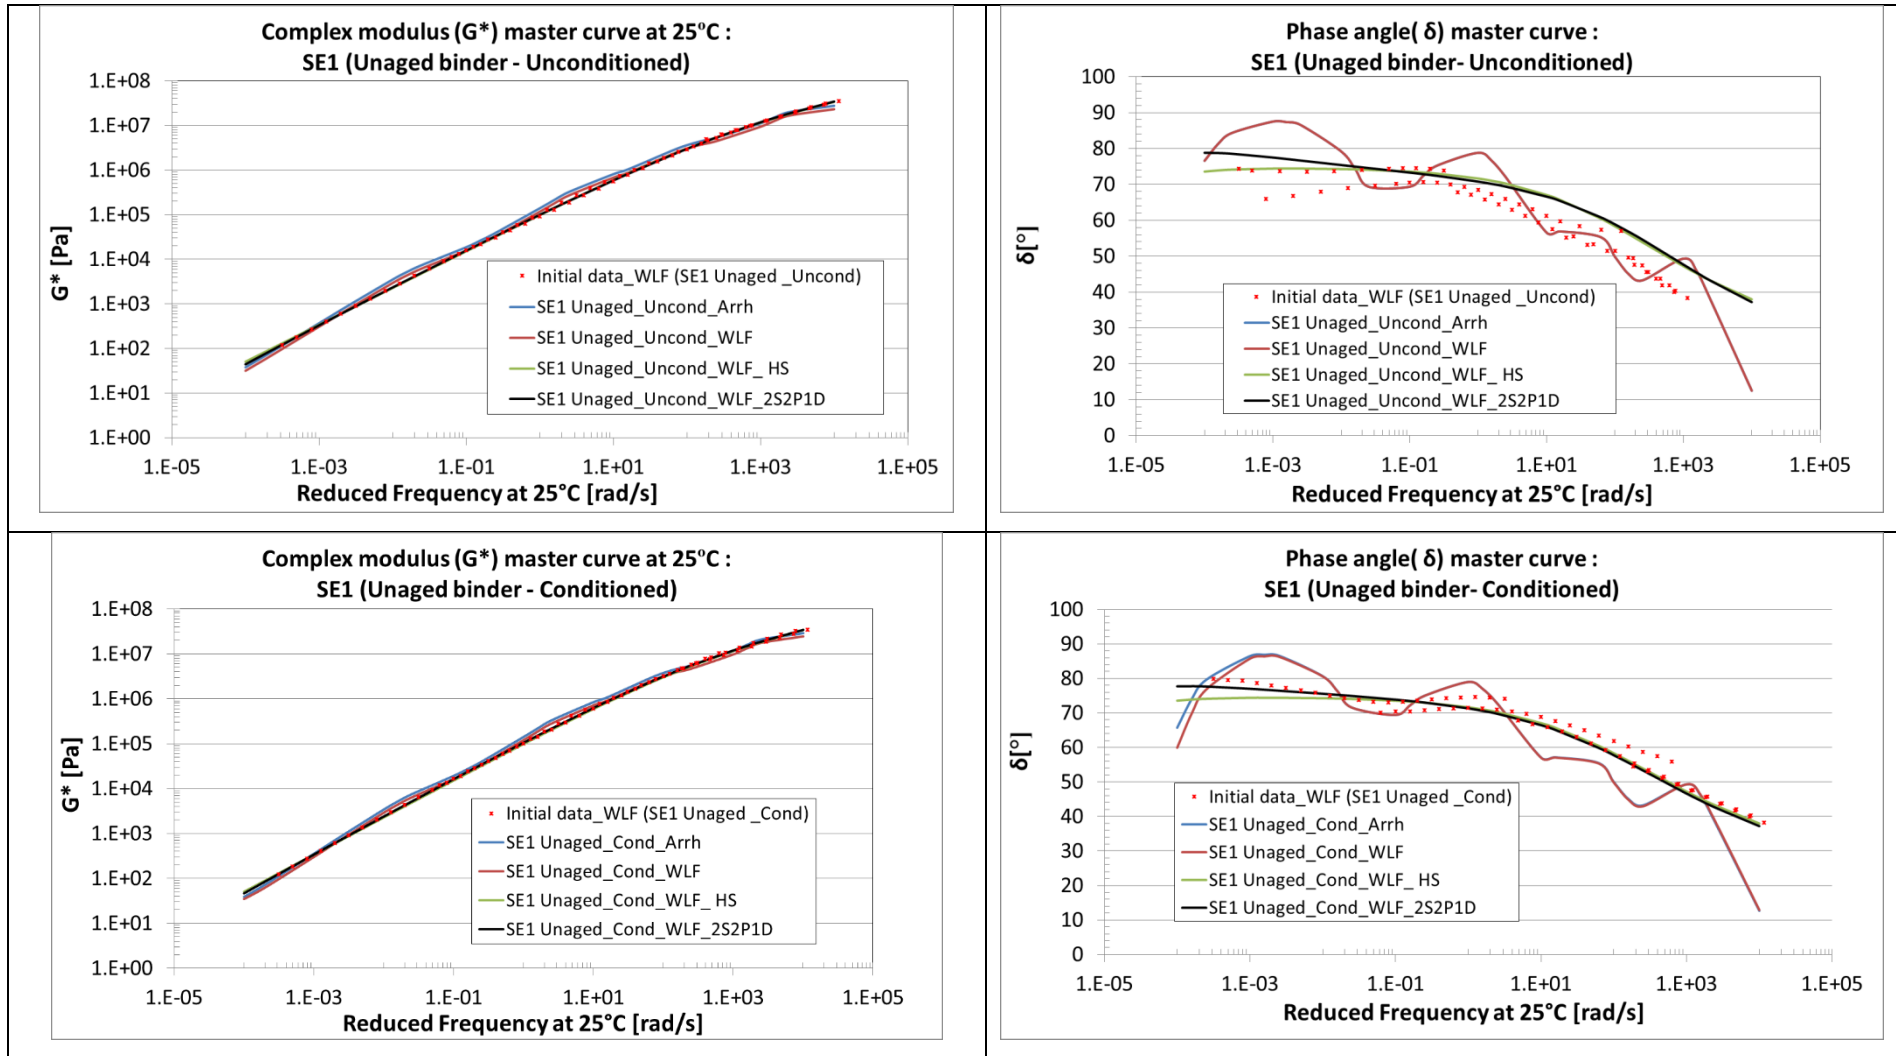 Complex modulus (G*) master curve at 25°C :
SE1 (Unaged binder - Unconditioned)
1.E+08
1.E+07
1.E+06
1.E+05
1.E+04
1.E+03
1.E+02
1.E+01
1.E+00
G* [Pa]
Initial data_WLF (SE1 Unaged _Uncond)
SE1 Unaged_Uncond_Arrh
SE1 Unaged_Uncond_WLF
SE1 Unaged_Uncond_WLF_ HS
SE1 Unaged_Uncond_WLF_2S2P1D
1.E-05 1.E-03 1.E-01 1.E+01 1.E+03 1.E+05
Reduced Frequency at 25°C [rad/s]
Phase angle( δ) master curve :
SE1 (Unaged binder- Unconditioned)
100
90
80
70
60
50
40
30
20
10
0
δ[°]
Initial data_WLF (SE1 Unaged _Uncond)
SE1 Unaged_Uncond_Arrh
SE1 Unaged_Uncond_WLF
SE1 Unaged_Uncond_WLF_ HS
SE1 Unaged_Uncond_WLF_2S2P1D
1.E-05 1.E-03 1.E-01 1.E+01 1.E+03 1.E+05
Reduced Frequency at 25°C [rad/s]
Complex modulus (G*) master curve at 25°C :
SE1 (Unaged binder - Conditioned)
1.E+08
1.E+07
1.E+06
1.E+05
1.E+04
1.E+03
1.E+02
1.E+01
1.E+00
G* [Pa]
Initial data_WLF (SE1 Unaged _Cond)
SE1 Unaged_Cond_Arrh
SE1 Unaged_Cond_WLF
SE1 Unaged_Cond_WLF_ HS
SE1 Unaged_Cond_WLF_2S2P1D
1.E-05 1.E-03 1.E-01 1.E+01 1.E+03 1.E+05
Reduced Frequency at 25°C [rad/s]
Phase angle( δ) master curve :
SE1 (Unaged binder- Conditioned)
100
90
80
70
60
50
40
30
20
10
0
δ[°]
Initial data_WLF (SE1 Unaged _Cond)
SE1 Unaged_Cond_Arrh
SE1 Unaged_Cond_WLF
SE1 Unaged_Cond_WLF_ HS
SE1 Unaged_Cond_WLF_2S2P1D
1.E-05 1.E-03 1.E-01 1.E+01 1.E+03 1.E+05
Reduced Frequency at 25°C [rad/s]